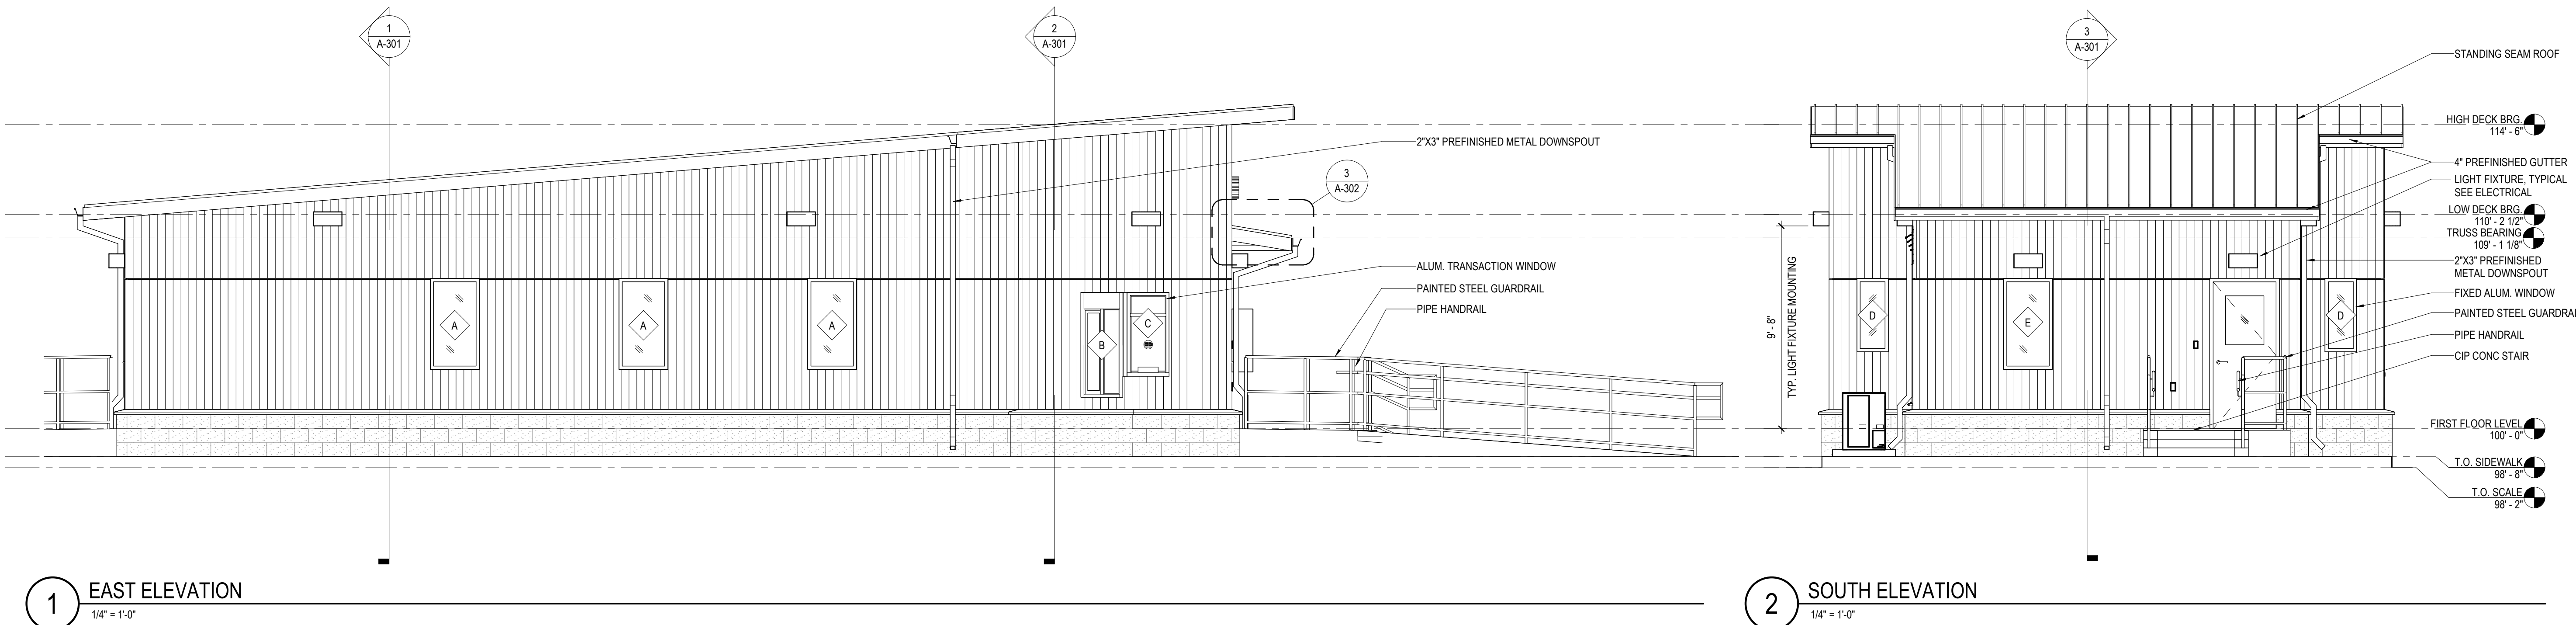 1
A-301
2
A-301
2"X3" PREFINISHED METAL DOWNSPOUT
3
A-302
ALUM. TRANSACTION WINDOW
PAINTED STEEL GUARDRAIL
PIPE HANDRAIL
A
A
A
B
C
1
EAST ELEVATION
1/4" = 1'-0"
3
A-301
STANDING SEAM ROOF
HIGH DECK BRG.
114' - 6"
4" PREFINISHED GUTTER
LIGHT FIXTURE, TYPICAL
SEE ELECTRICAL
LOW DECK BRG.
110' - 2 1/2"
TRUSS BEARING
109' - 1 1/8"
2"X3" PREFINISHED
METAL DOWNSPOUT
FIXED ALUM. WINDOW
PAINTED STEEL GUARDRAI
PIPE HANDRAIL
CIP CONC STAIR
9' - 8"
TYP. LIGHT FIXTURE MOUNTING
D
E
D
FIRST FLOOR LEVEL
100' - 0"
T.O. SIDEWALK
98' - 8"
T.O. SCALE
98' - 2"
2
SOUTH ELEVATION
1/4" = 1'-0"